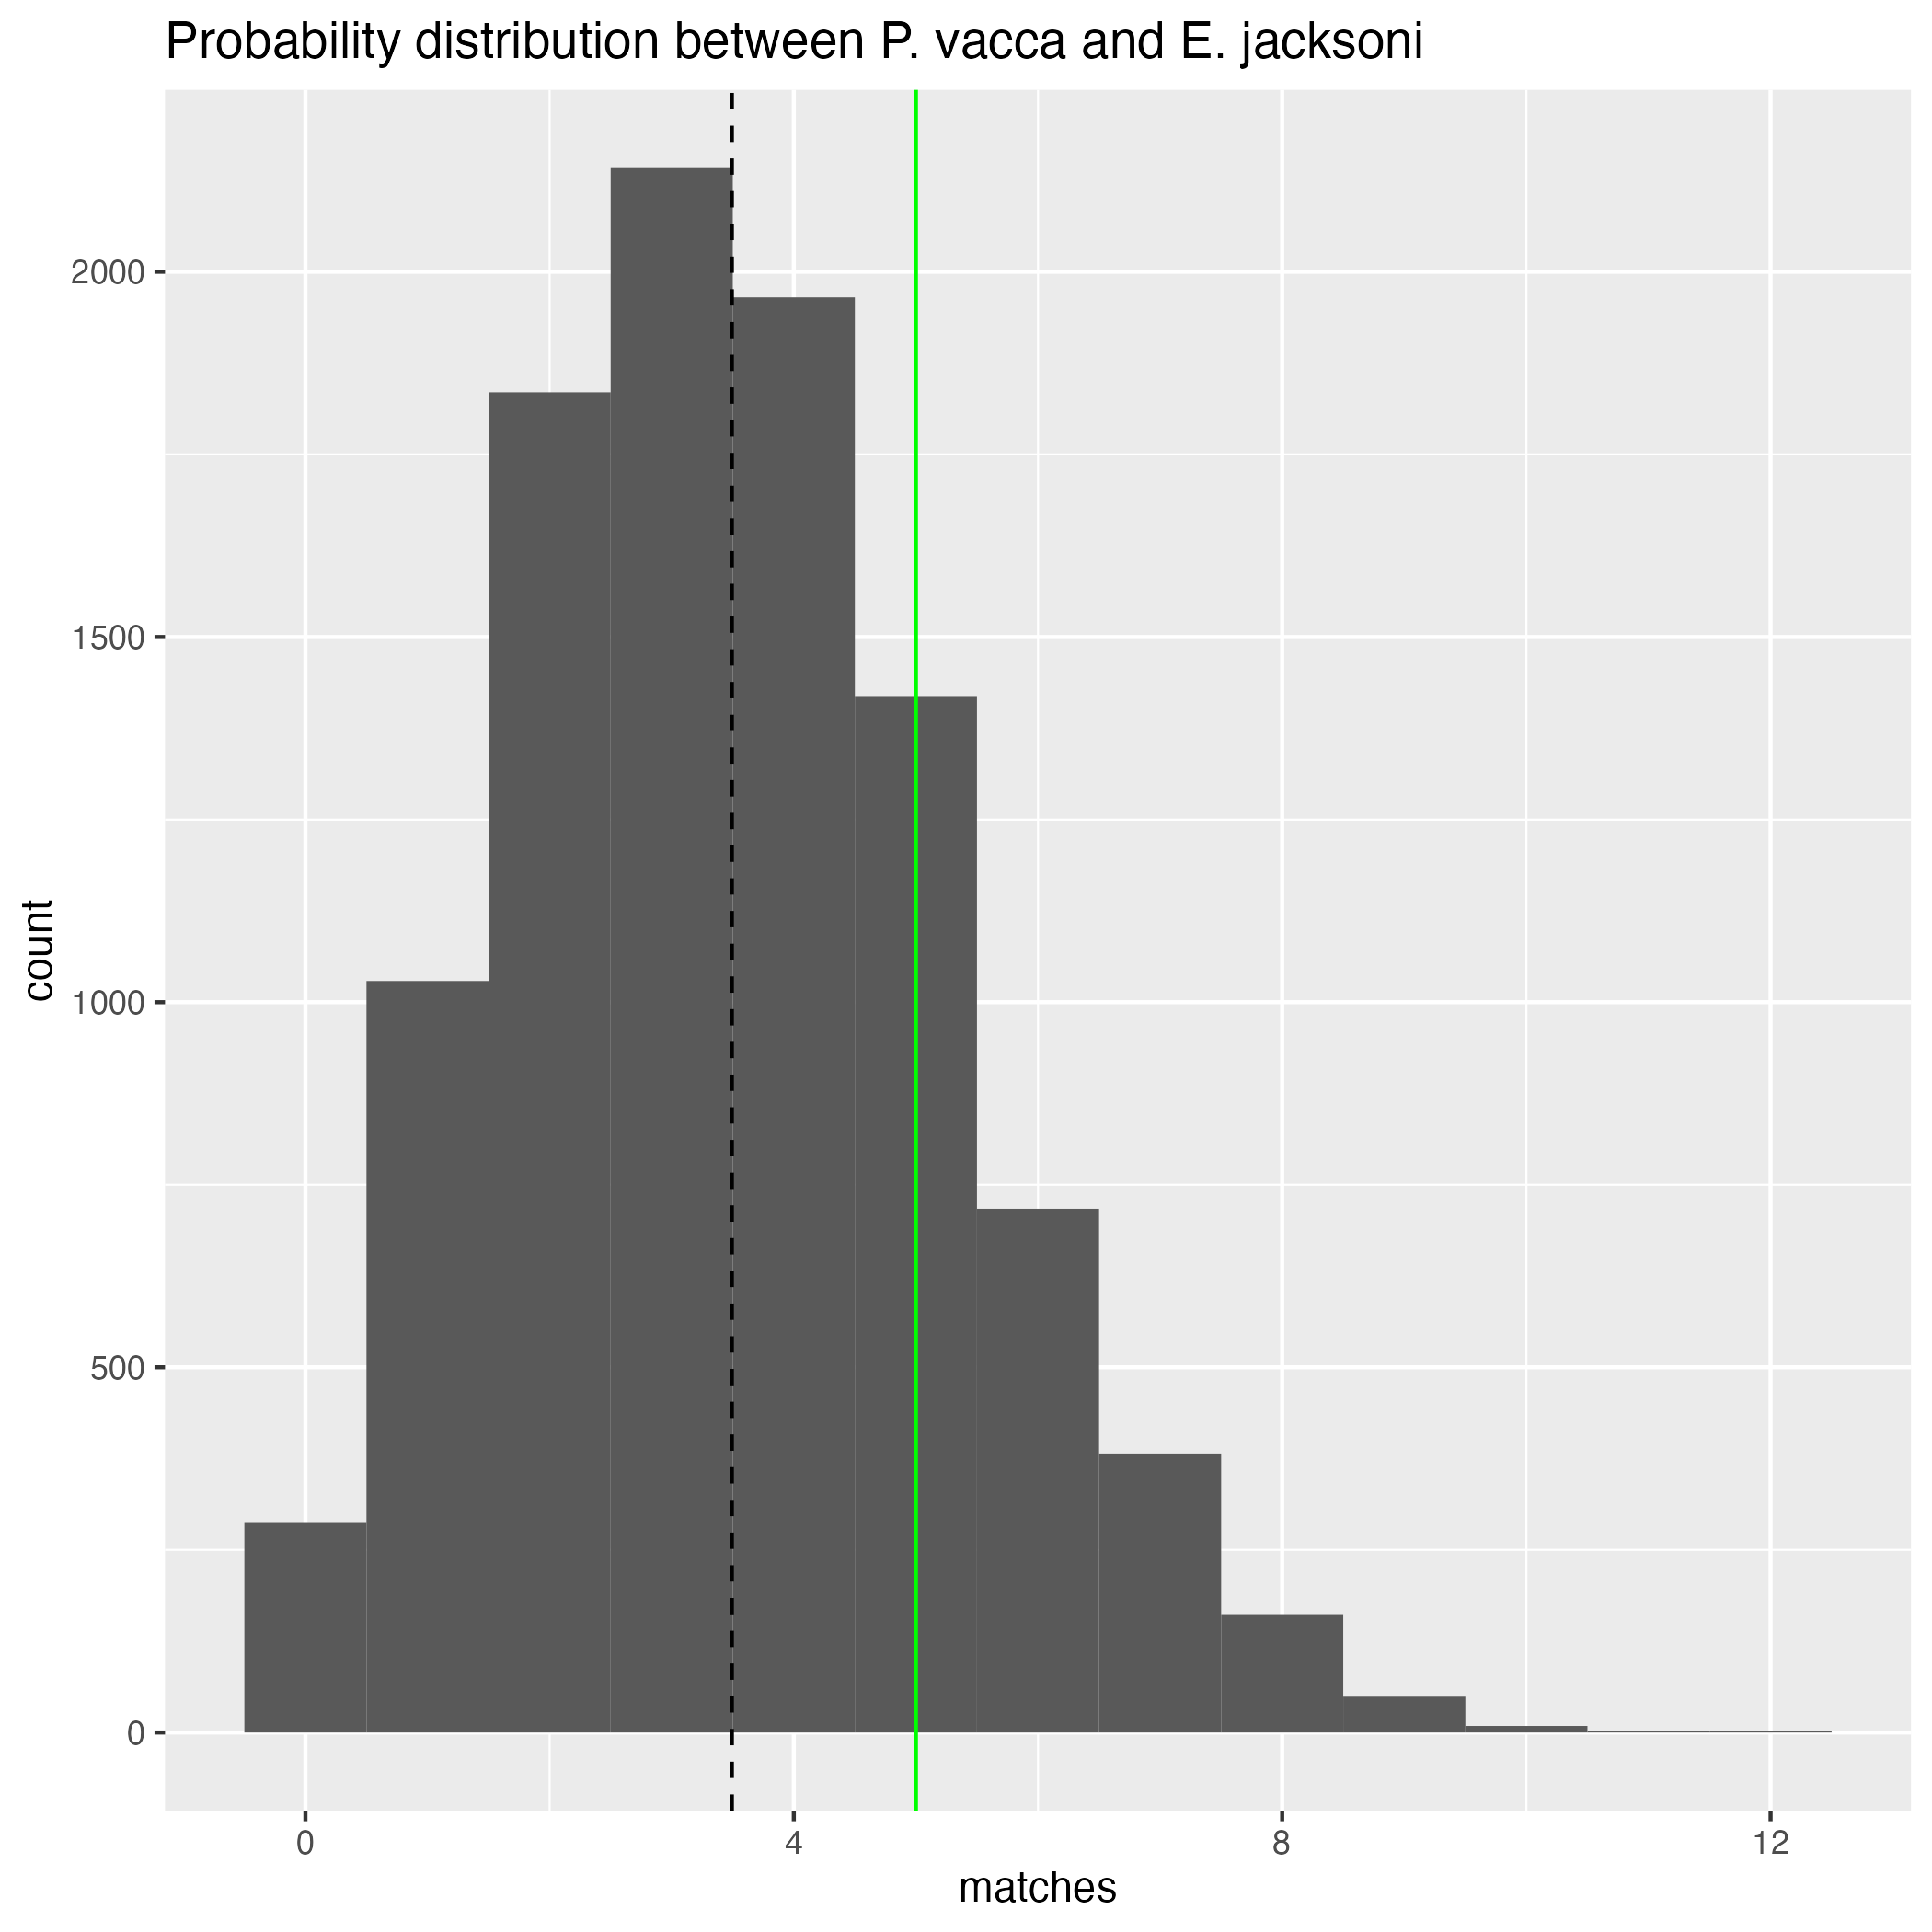 Probability distribution between P. vacca and E. jacksoni
2000
1500
1000
500
0
count
0 4 8 12
matches